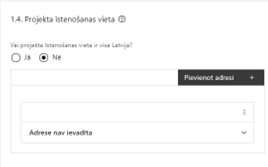 1.4. Projekta īstenošanas vieta ?
Vai projekta īstenošanas vieta ir visa Latvija?
Jā Nē
Pievienot adresi +
Adrese nav ievadīta